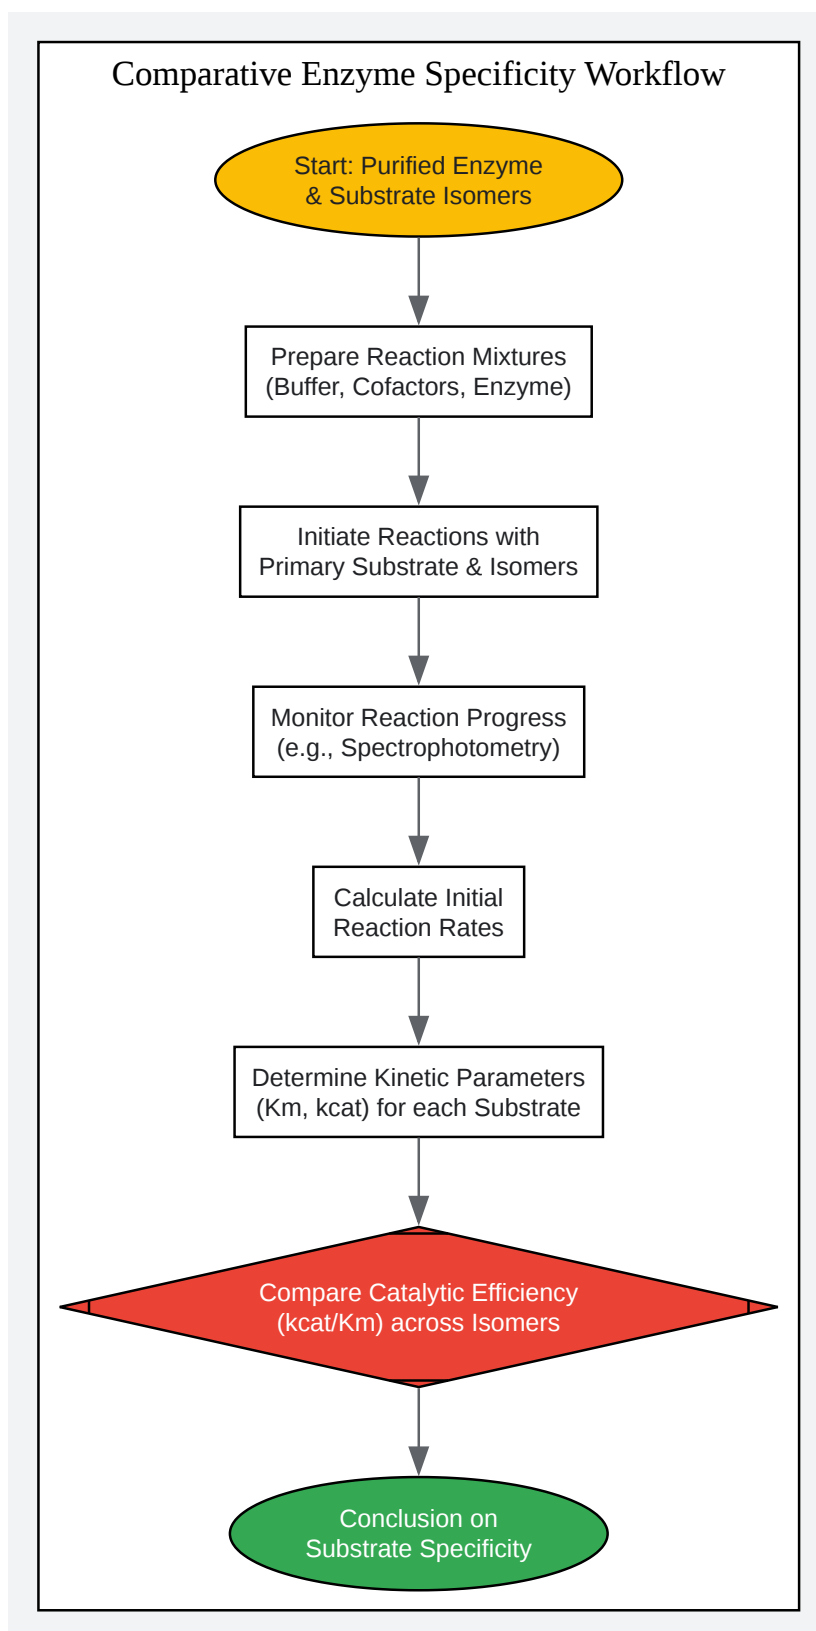 Comparative Enzyme Specificity Workflow
Start: Purified Enzyme
& Substrate Isomers
Prepare Reaction Mixtures
(Buffer, Cofactors, Enzyme)
Initiate Reactions with
Primary Substrate & Isomers
Monitor Reaction Progress
(e.g., Spectrophotometry)
Calculate Initial
Reaction Rates
Determine Kinetic Parameters
(Km, kcat) for each Substrate
Compare Catalytic Efficiency
(kcat/Km) across Isomers
Conclusion on
Substrate Specificity